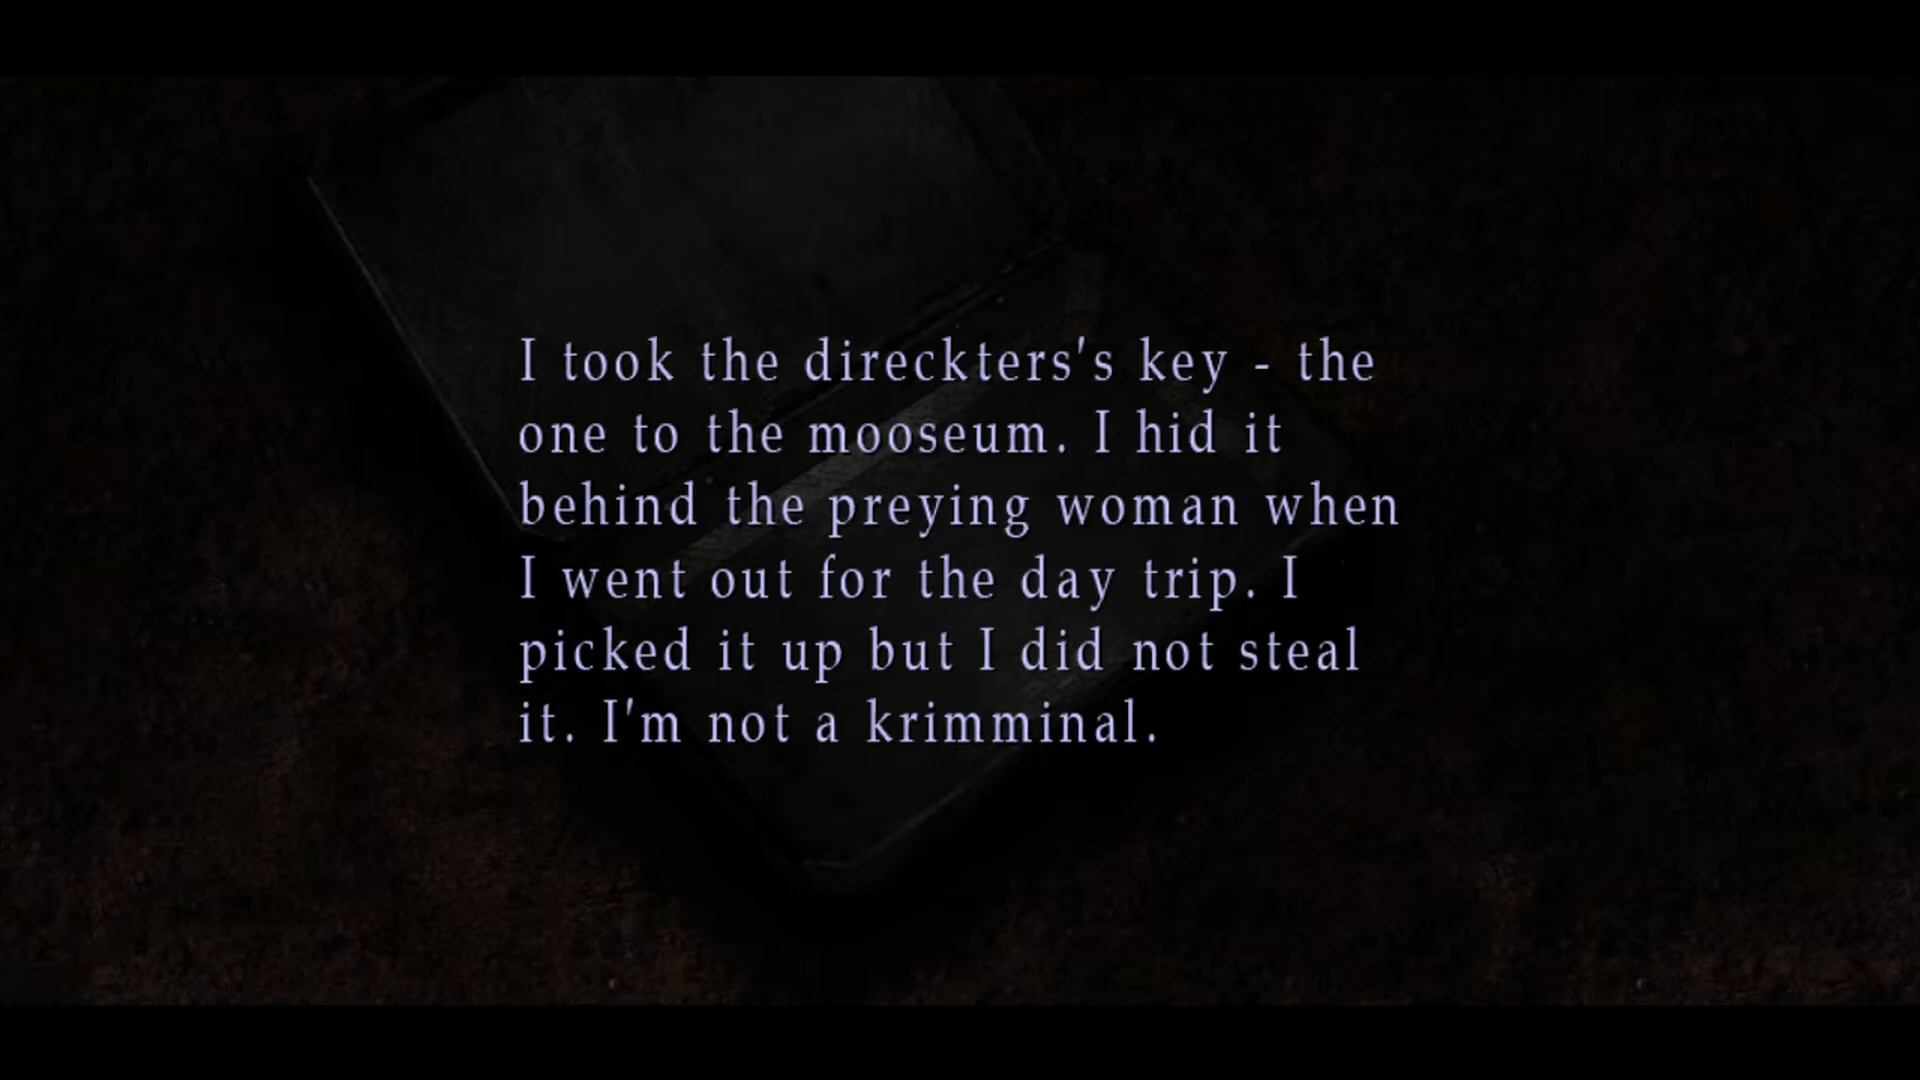 I took the direckters's key - the
one to the mooseum. I hid it
behind the preying woman when
I went out for the day trip. I
picked it up but I did not steal
it. I'm not a krimminal.